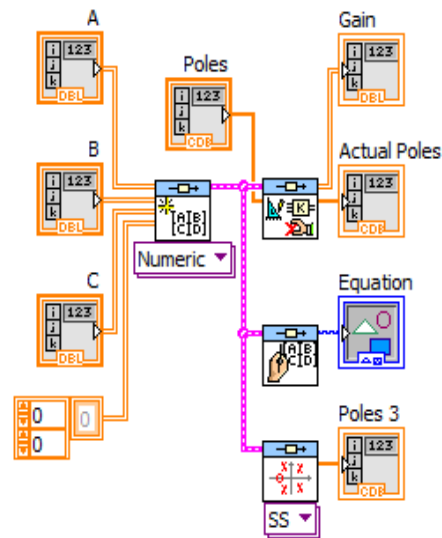 A
i
j
k
123
DBL
Poles
i
j
k
123
CDB
Gain
i
j
k
123
DBL
B
i
j
k
123
DBL
A|B
C|D
Numeric
K
Actual Poles
i
j
k
123
CDB
C
i
j
k
123
DBL
A|B
C|D
Equation
0
0
0
SS
Poles 3
i
j
k
123
CDB